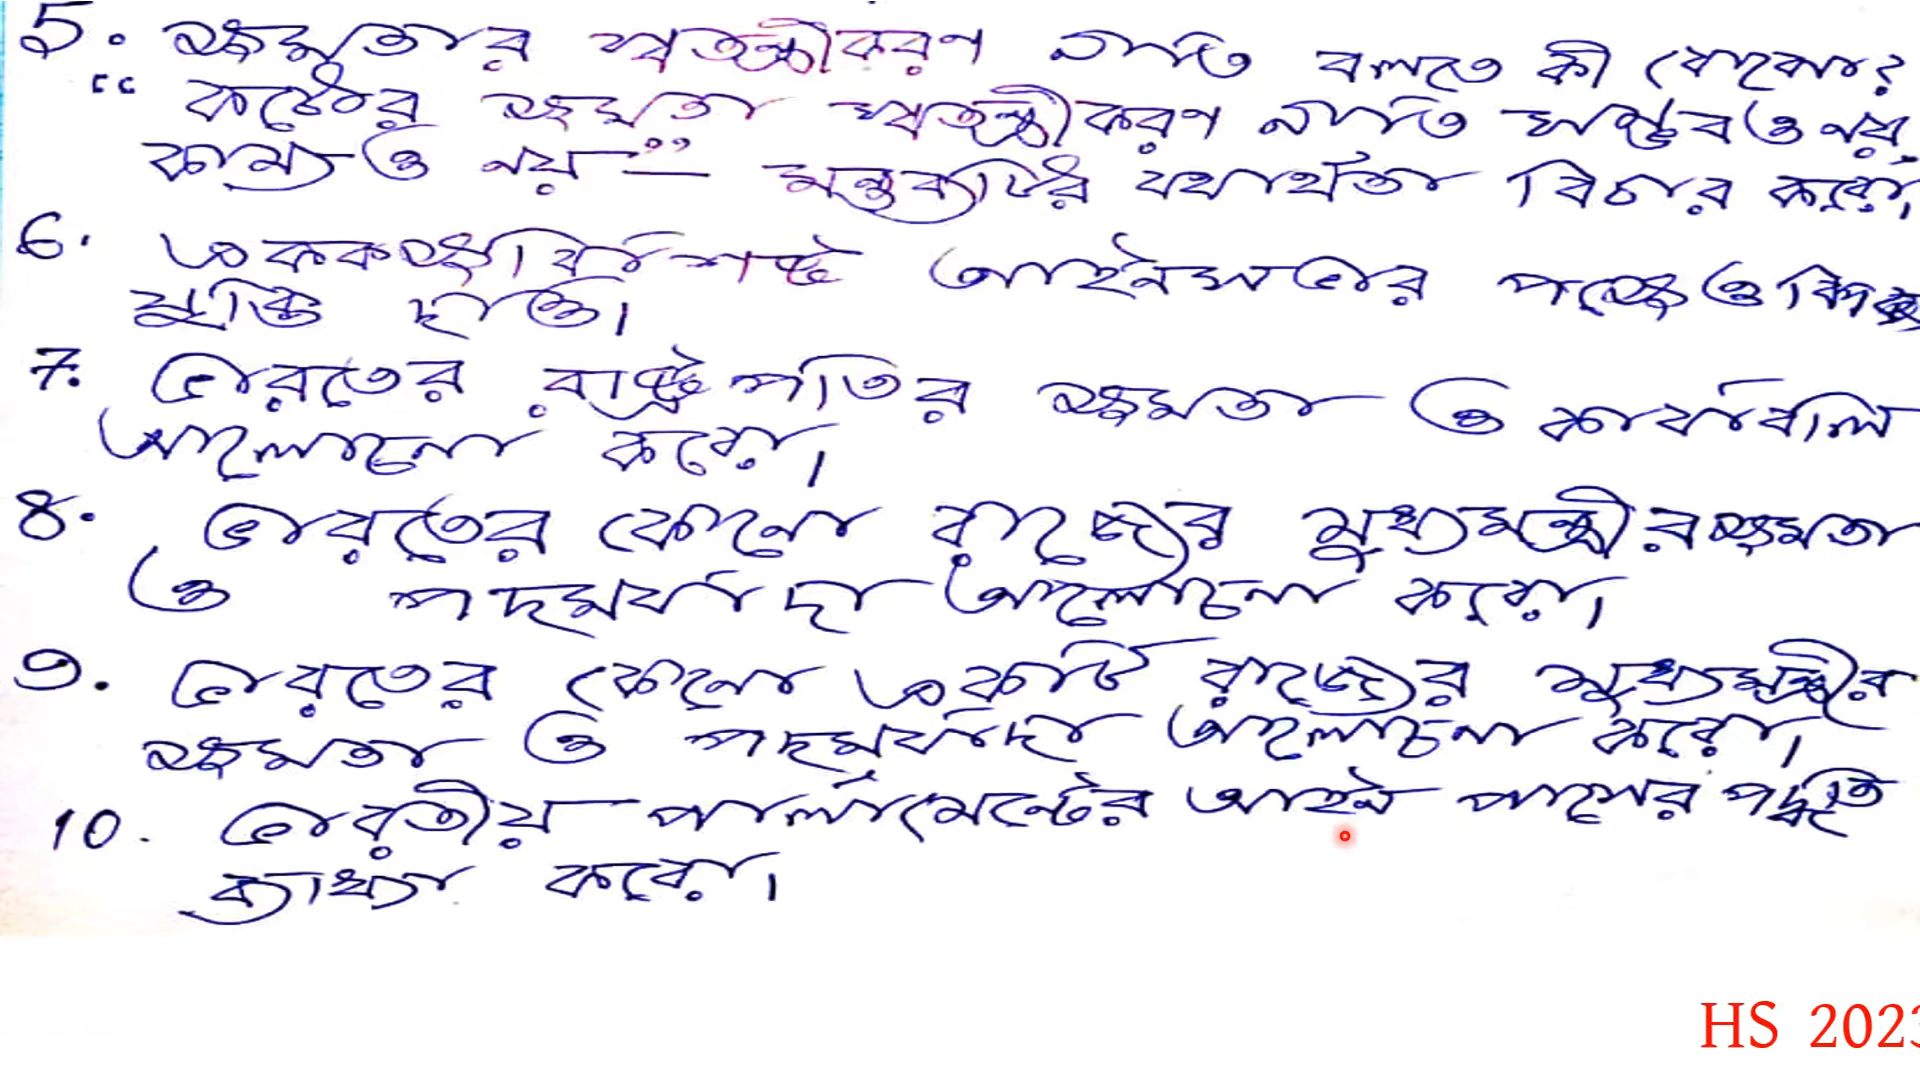 5. ক্ষমতার স্বতন্ত্রীকরণ নীতি বলতে কী বোঝো?
“কঠোর ক্ষমতা স্বতন্ত্রীকরণ নীতি সম্ভবও নয়,
কাম্যও নয়” — মন্তব্যটির যথার্থতা বিচার করো।
6. এককক্ষবিশিষ্ট আইনসভার পক্ষে ও
যুক্তি দাও।
7. ভারতের রাষ্ট্রপতির ক্ষমতা ও কার্যাবলি
আলোচনা করো।
8. ভারতের কোনো রাজ্যের মুখ্যমন্ত্রীর ক্ষমতা
ও পদমর্যাদা আলোচনা করো।
9. ভারতের কোনো একটি রাজ্যের মুখ্যমন্ত্রীর
ক্ষমতা ও পদমর্যাদা আলোচনা করো।
10. ভারতীয় পার্লামেন্টের আইন পাসের পদ্ধতি
ব্যাখ্যা করো।
HS 2023